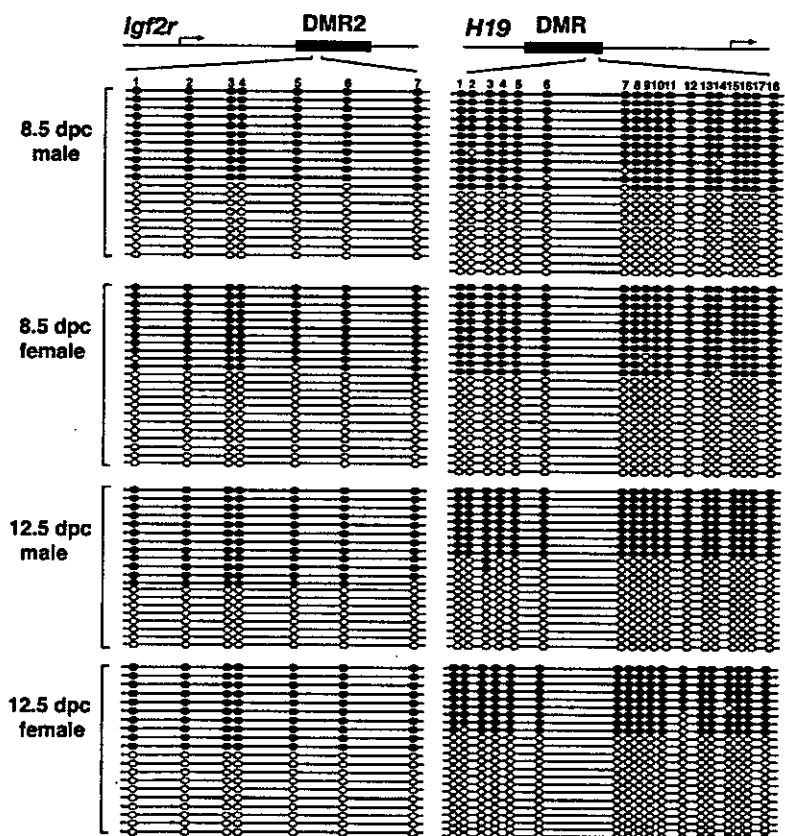 Igf2r DMR2
H19 DMR
1 2 3 4 5 6 7
1 2 3 4 5 6 7 8 9 10 11 12 13 14 15 16 17 18
8.5 dpc
male
8.5 dpc
female
12.5 dpc
male
12.5 dpc
female